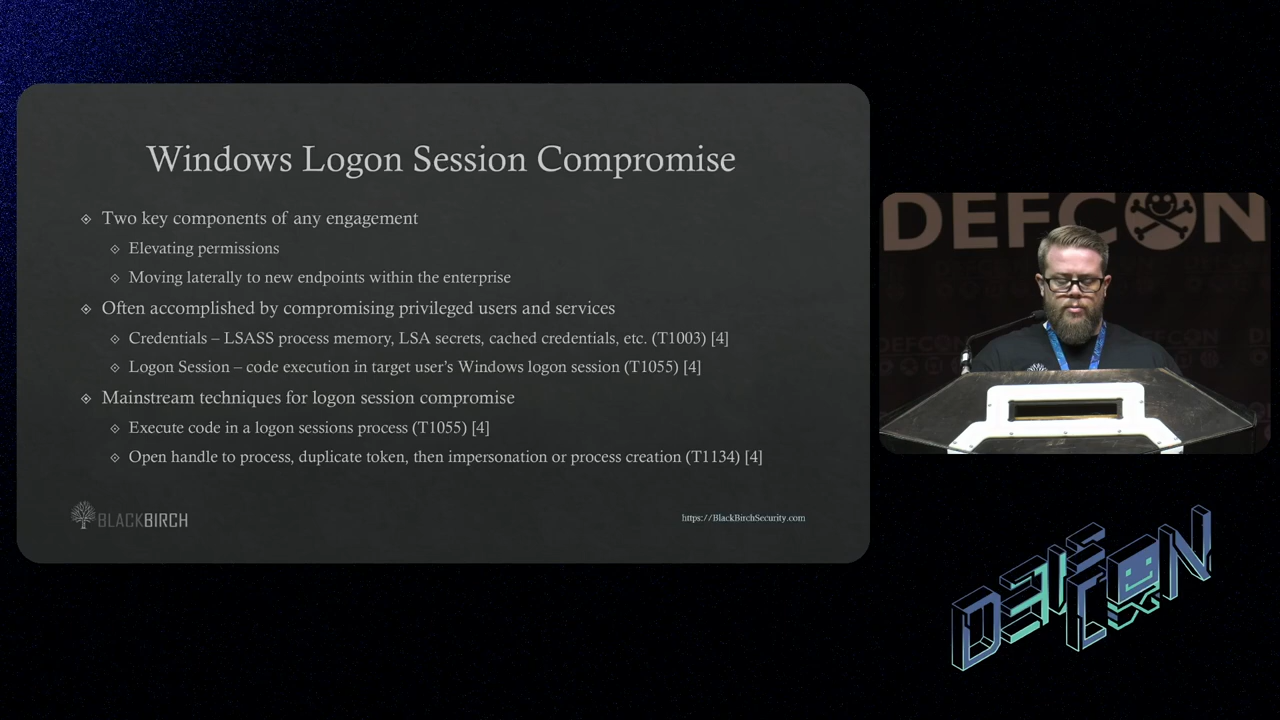 Windows Logon Session Compromise
Two key components of any engagement
Elevating permissions
Moving laterally to new endpoints within the enterprise
Often accomplished by compromising privileged users and services
Credentials – LSASS process memory, LSA secrets, cached credentials, etc. (T1003) [4]
Logon Session – code execution in target user's Windows logon session (T1055) [4]
Mainstream techniques for logon session compromise
Execute code in a logon sessions process (T1055) [4]
Open handle to process, duplicate token, then impersonation or process creation (T1134) [4]
BLACKBIRCH
https://BlackBirchSecurity.com
DEFCON
DEFCON
DEF
CON